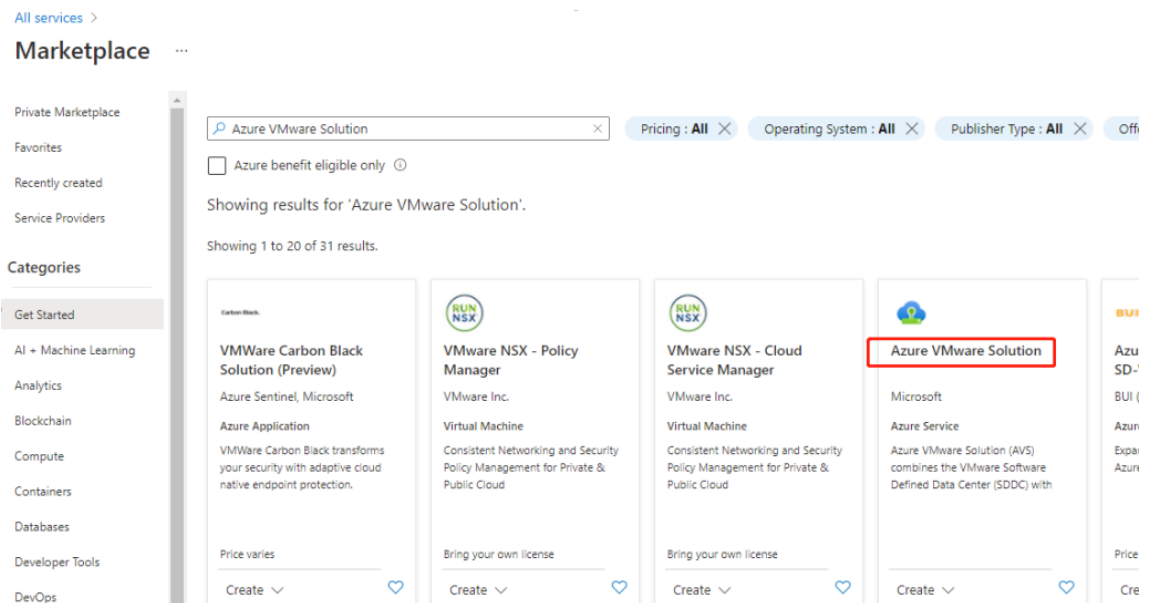 All services >
Marketplace ...
Private Marketplace
Favorites
Recently created
Service Providers
Categories
Get Started
AI + Machine Learning
Analytics
Blockchain
Compute
Containers
Databases
Developer Tools
DevOps
Azure VMware Solution
Pricing : All
Operating System : All
Publisher Type : All
Azure benefit eligible only
Showing results for 'Azure VMware Solution'.
Showing 1 to 20 of 31 results.
Carbon Black.
VMWare Carbon Black
Solution (Preview)
Azure Sentinel, Microsoft
Azure Application
VMWare Carbon Black transforms
your security with adaptive cloud
native endpoint protection.
Price varies
Create
RUN
NSX
VMware NSX - Policy
Manager
VMware Inc.
Virtual Machine
Consistent Networking and Security
Policy Management for Private &
Public Cloud
Bring your own license
Create
RUN
NSX
VMware NSX - Cloud
Service Manager
VMware Inc.
Virtual Machine
Consistent Networking and Security
Policy Management for Private &
Public Cloud
Bring your own license
Create
Azure VMware Solution
Microsoft
Azure Service
Azure VMware Solution (AVS)
combines the VMware Software
Defined Data Center (SDDC) with
Create
BUI
SD-
BUI (
Price